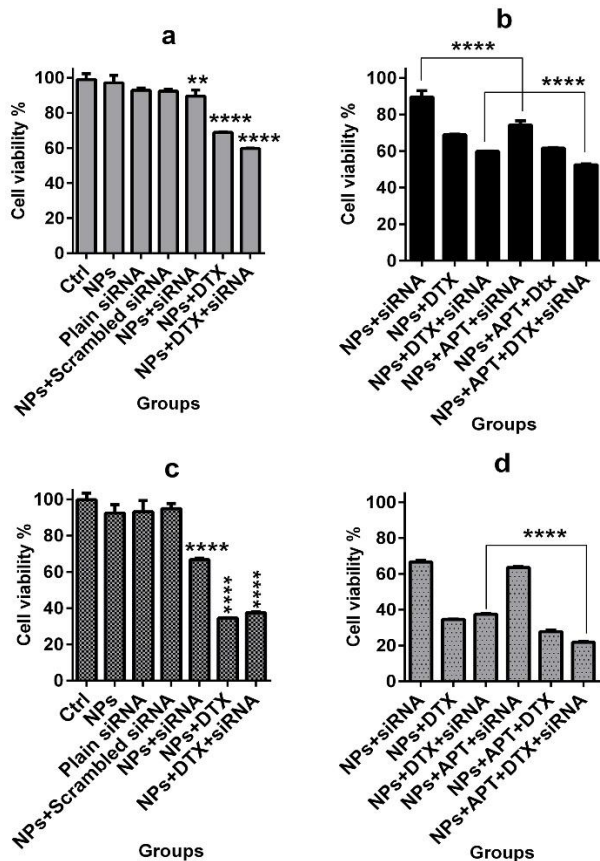 a
Cell viability %
100
80
60
40
20
0
**
****
****
Ctrl
NPs
Plain siRNA
NPs+Scrambled siRNA
NPs+siRNA
NPs+DTX
NPs+DTX+siRNA
Groups
b
Cell viability %
100
80
60
40
20
0
****
****
NPs+siRNA
NPs+DTX
NPs+DTX+siRNA
NPs+APT+siRNA
NPs+APT+Dtx
NPs+APT+DTX+siRNA
Groups
c
Cell viability %
100
80
60
40
20
0
****
****
****
Ctrl
NPs
Plain siRNA
NPs+Scrambled siRNA
NPs+siRNA
NPs+DTX
NPs+DTX+siRNA
Groups
d
Cell viability %
100
80
60
40
20
0
****
NPs+siRNA
NPs+DTX
NPs+DTX+siRNA
NPs+APT+siRNA
NPs+APT+DTX
NPs+APT+DTX+siRNA
Groups